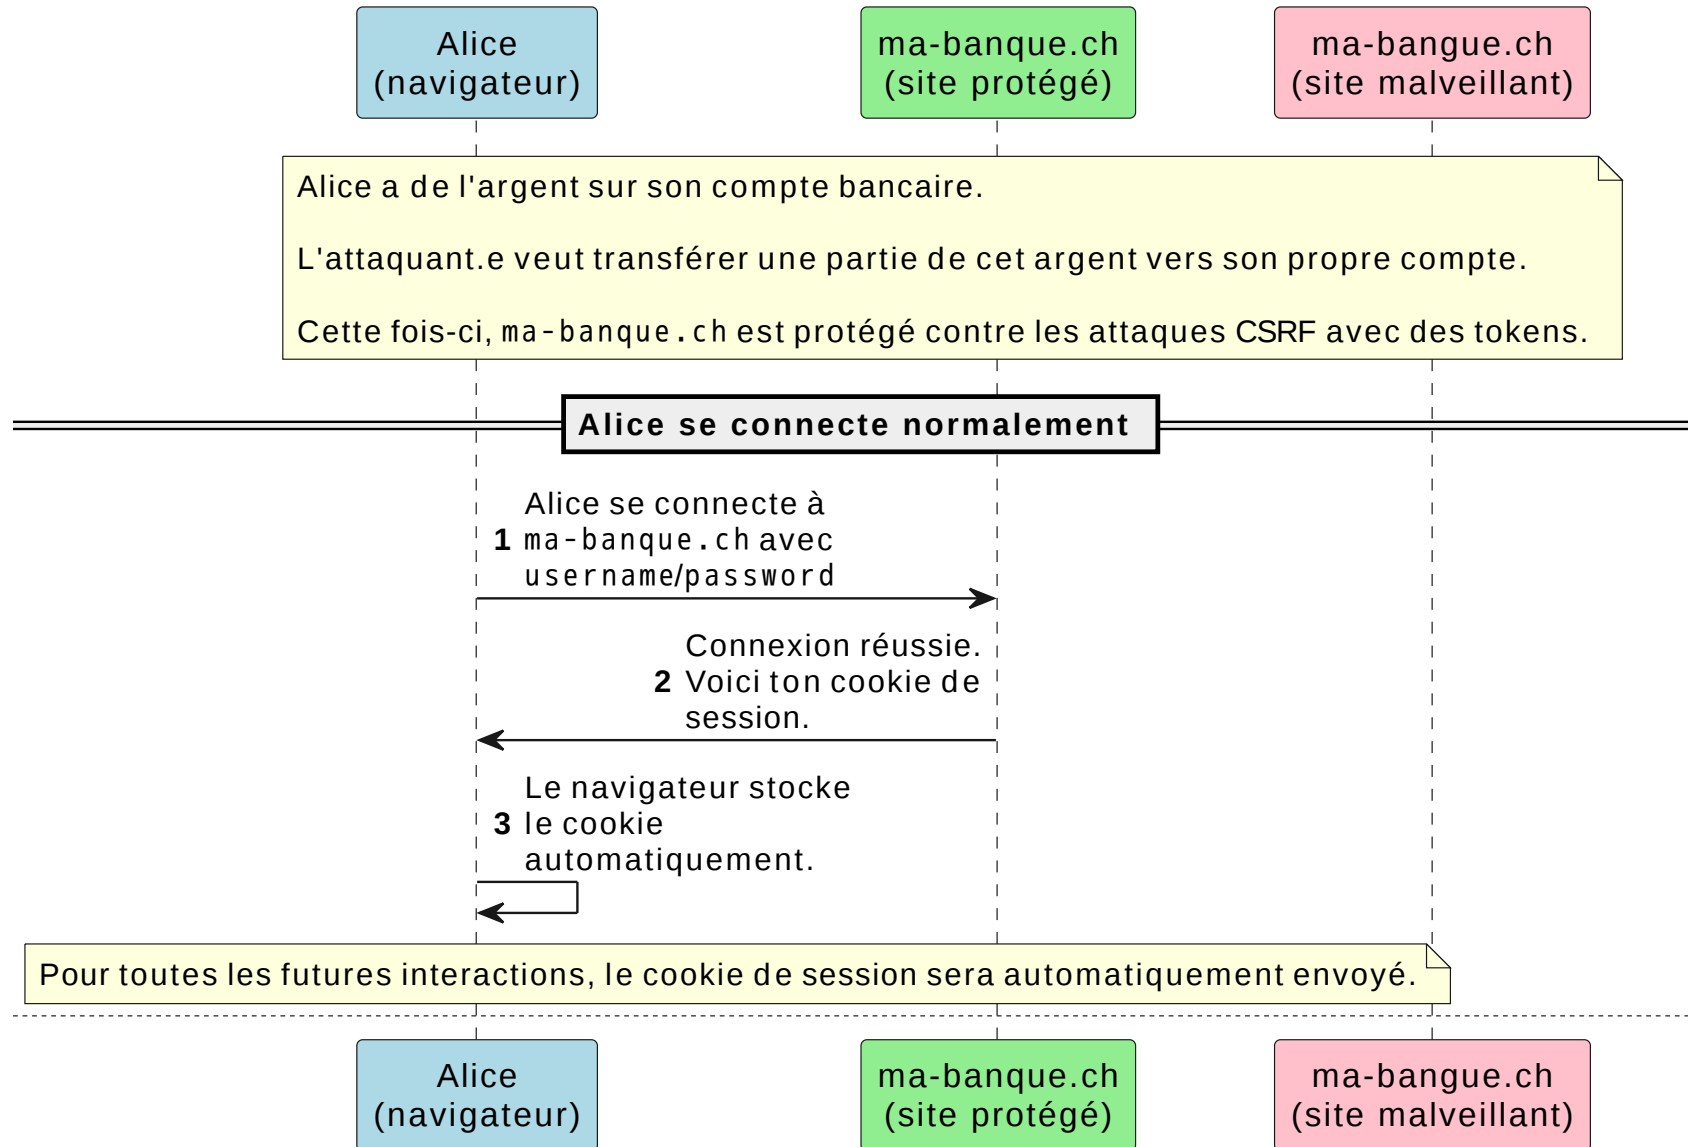 Alice
(navigateur)
ma-banque.ch
(site protégé)
ma-bangue.ch
(site malveillant)
Alice a de l'argent sur son compte bancaire.
L'attaquant.e veut transférer une partie de cet argent vers son propre compte.
Cette fois-ci, ma-banque.ch est protégé contre les attaques CSRF avec des tokens.
Alice se connecte normalement
Alice se connecte à
1 ma-banque.ch avec
username/password
Connexion réussie.
2 Voici ton cookie de
session.
Le navigateur stocke
3 le cookie
automatiquement.
Pour toutes les futures interactions, le cookie de session sera automatiquement envoyé.
Alice
(navigateur)
ma-banque.ch
(site protégé)
ma-bangue.ch
(site malveillant)